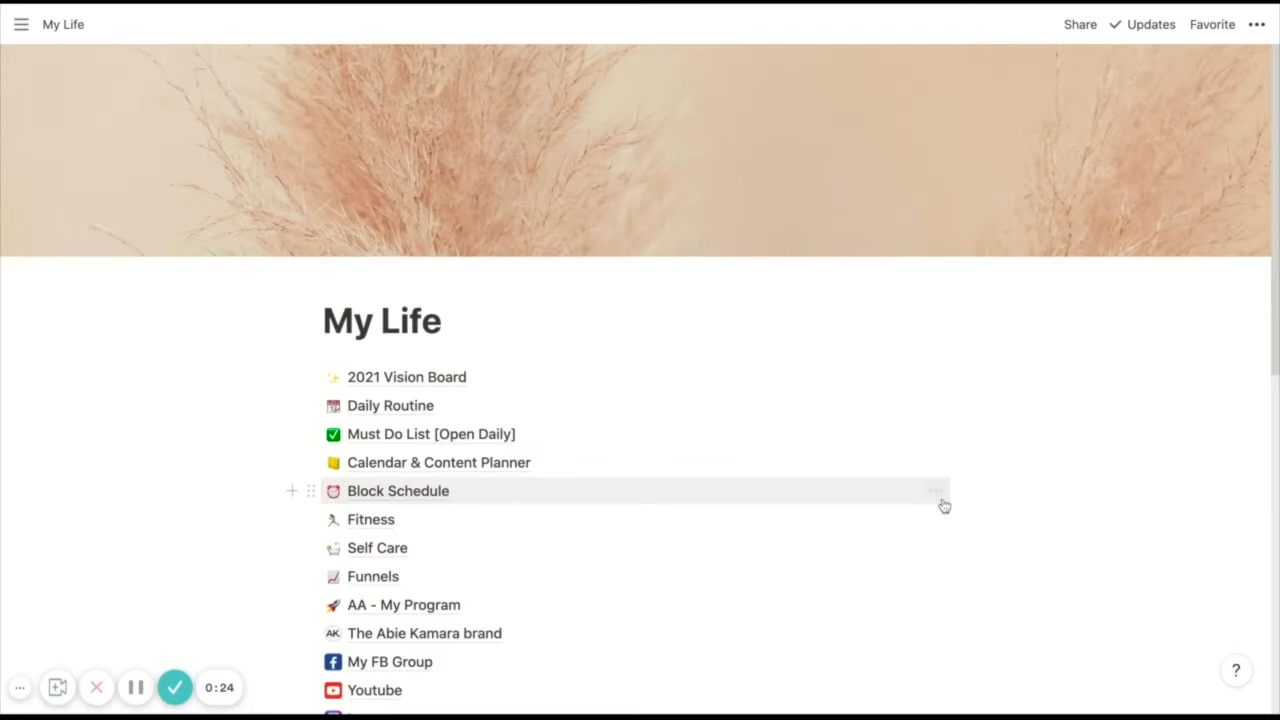 My Life
Share Updates Favorite
My Life
2021 Vision Board
Daily Routine
Must Do List [Open Daily]
Calendar & Content Planner
Block Schedule
Fitness
Self Care
Funnels
AA - My Program
AK The Abie Kamara brand
My FB Group
Youtube
0:24
?